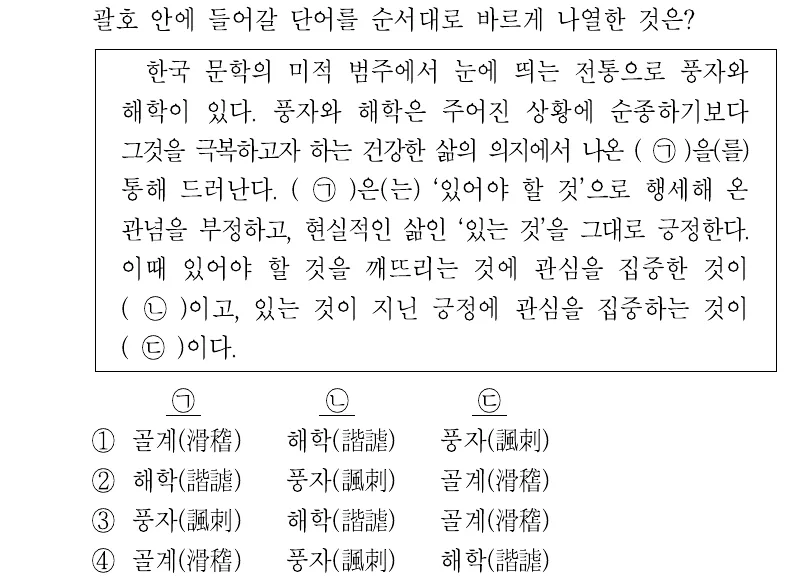 괄호 안에 들어갈 단어를 순서대로 바르게 나열한 것은?
한국 문학의 미적 범주에서 눈에 띄는 전통으로 풍자와
해학이 있다. 풍자와 해학은 주어진 상황에 순종하기보다
그것을 극복하고자 하는 건강한 삶의 의지에서 나온 ( ㉠ )을(를)
통해 드러난다. ( ㉠ )은(는) ‘있어야 할 것’으로 행세해 온
관념을 부정하고, 현실적인 삶인 ‘있는 것’을 그대로 긍정한다.
이때 있어야 할 것을 깨뜨리는 것에 관심을 집중한 것이
( ㉡ )이고, 있는 것이 지닌 긍정에 관심을 집중하는 것이
( ㉢ )이다.
㉠ ㉡ ㉢
① 골계(滑稽) 해학(諧謔) 풍자(諷刺)
② 해학(諧謔) 풍자(諷刺) 골계(滑稽)
③ 풍자(諷刺) 해학(諧謔) 골계(滑稽)
④ 골계(滑稽) 풍자(諷刺) 해학(諧謔)